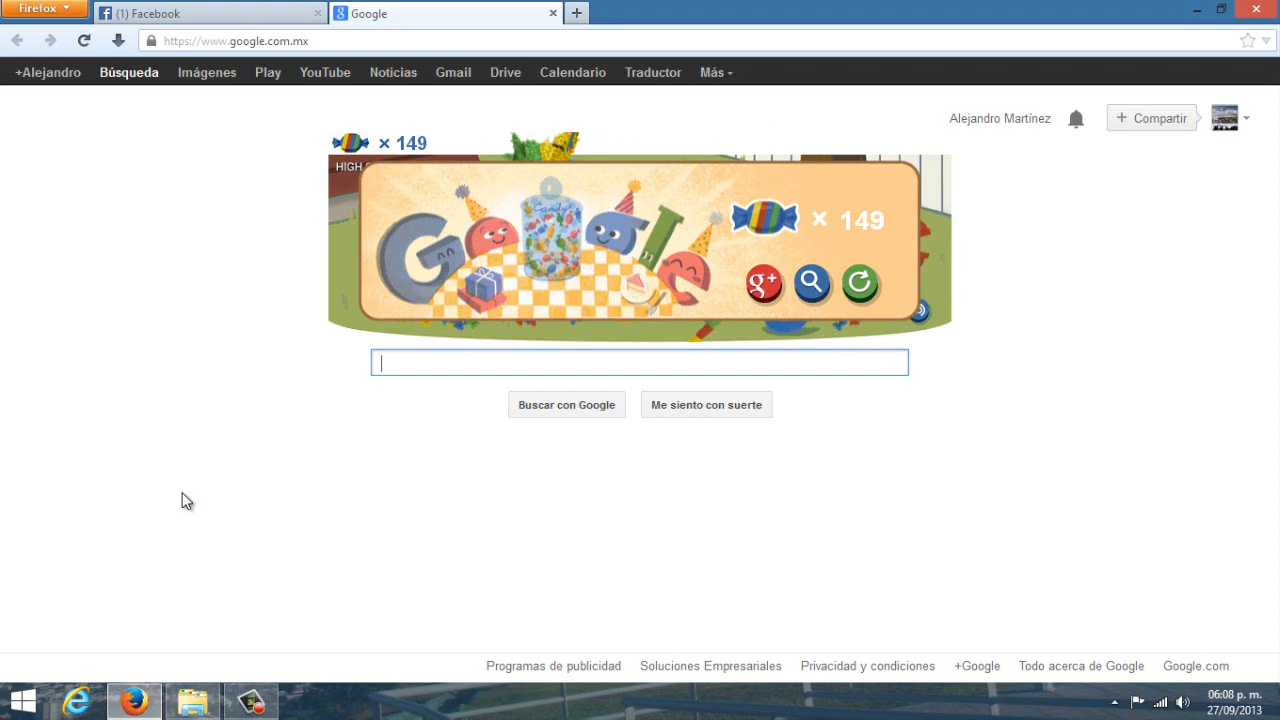 Firefox
(1) Facebook
Google
https://www.google.com.mx
+Alejandro Búsqueda Imágenes Play YouTube Noticias Gmail Drive Calendario Traductor Más
Alejandro Martínez
+ Compartir
× 149
HIGH
Candy
Google
× 149
g+
Buscar con Google
Me siento con suerte
Programas de publicidad Soluciones Empresariales Privacidad y condiciones +Google Todo acerca de Google Google.com
06:08 p. m.
27/09/2013